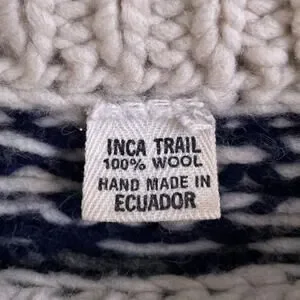 INCA TRAIL
100% WOOL
HAND MADE IN
ECUADOR